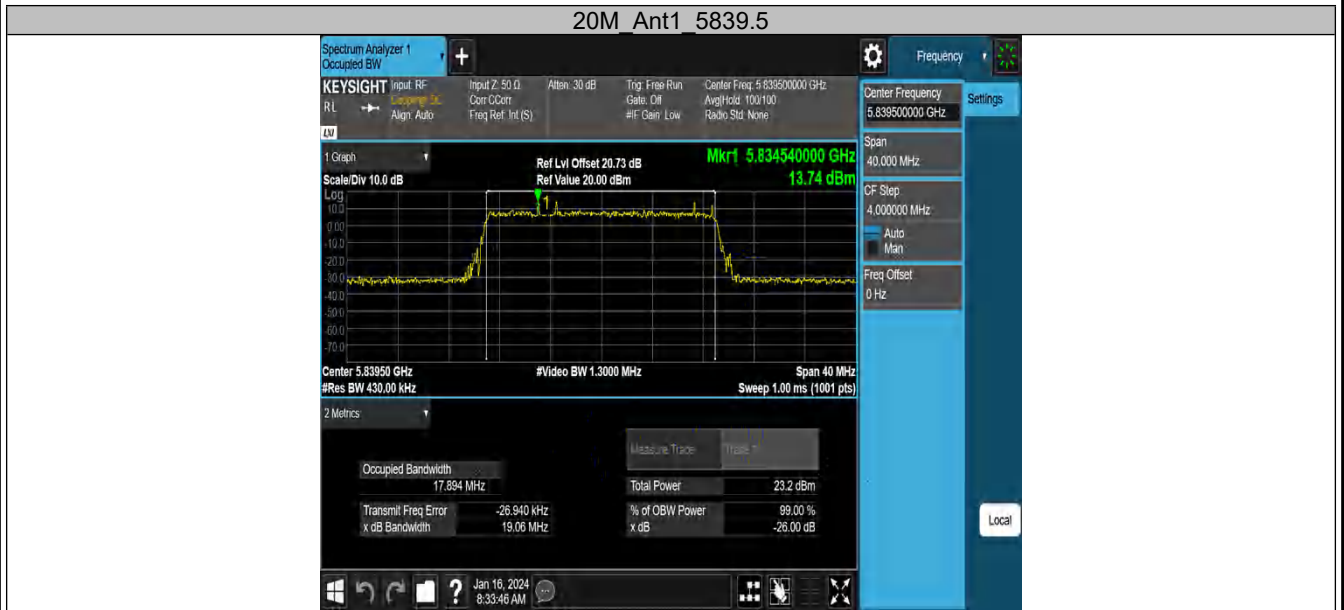 20M_Ant1_5839.5
Spectrum Analyzer 1
Occupied BW
+
Frequency
KEYSIGHT Input: RF
Coupling: DC
Align: Auto
RL
LXI
Input Z: 50 Ω
Corr CCorr
Freq Ref: Int (S)
Atten: 30 dB
Trig: Free Run
Gate: Off
#IF Gain: Low
Center Freq: 5.839500000 GHz
Avg|Hold: 100/100
Radio Std: None
Center Frequency
5.839500000 GHz
Settings
Span
40.000 MHz
CF Step
4.000000 MHz
Auto
Man
Freq Offset
0 Hz
Local
1 Graph
Scale/Div 10.0 dB
Ref Lvl Offset 20.73 dB
Ref Value 20.00 dBm
Mkr1 5.834540000 GHz
13.74 dBm
Log
10.0
0.00
-10.0
-20.0
-30.0
-40.0
-50.0
-60.0
-70.0
1
Center 5.83950 GHz
#Res BW 430.00 kHz
#Video BW 1.3000 MHz
Span 40 MHz
Sweep 1.00 ms (1001 pts)
2 Metrics
Measure Trace
Trace 1
Occupied Bandwidth
17.894 MHz
Total Power 23.2 dBm
Transmit Freq Error -26.940 kHz
% of OBW Power 99.00 %
x dB Bandwidth 19.06 MHz
x dB -26.00 dB
?
Jan 16, 2024
8:33:46 AM